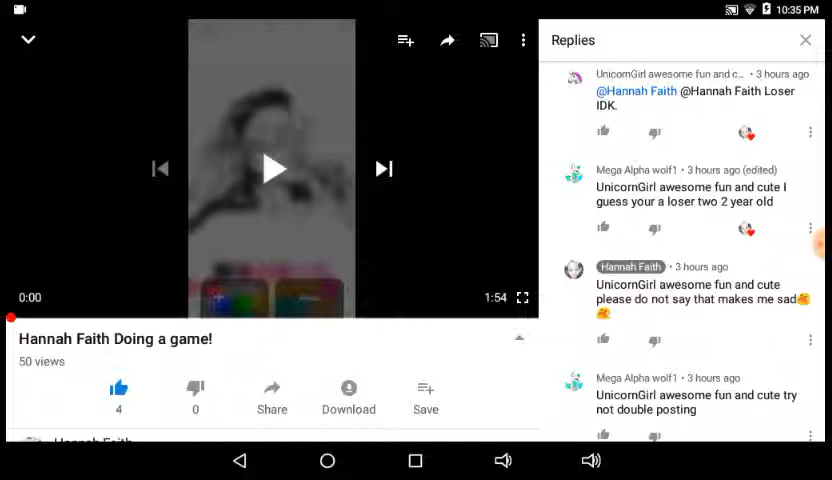 10:35 PM
Replies
UnicornGirl awesome fun and c... • 3 hours ago
@Hannah Faith @Hannah Faith Loser
IDK.
Mega Alpha wolf1 • 3 hours ago (edited)
UnicornGirl awesome fun and cute I
guess your a loser two 2 year old
Hannah Faith • 3 hours ago
UnicornGirl awesome fun and cute
please do not say that makes me sad
Mega Alpha wolf1 • 3 hours ago
UnicornGirl awesome fun and cute try
not double posting
0:00
1:54
Hannah Faith Doing a game!
50 views
4
0
Share
Download
Save
Hannah Faith